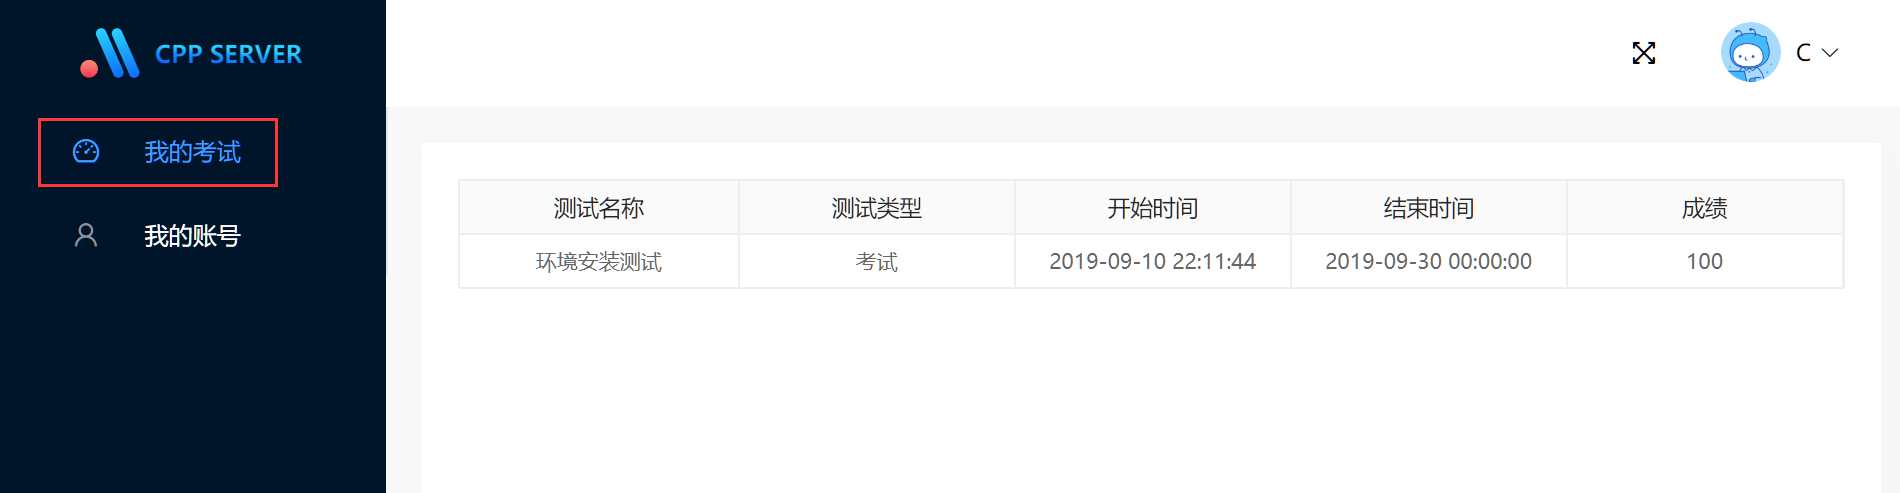 CPP SERVER
C
我的考试
我的账号
测试名称 测试类型 开始时间 结束时间 成绩
环境安装测试 考试 2019-09-10 22:11:44 2019-09-30 00:00:00 100